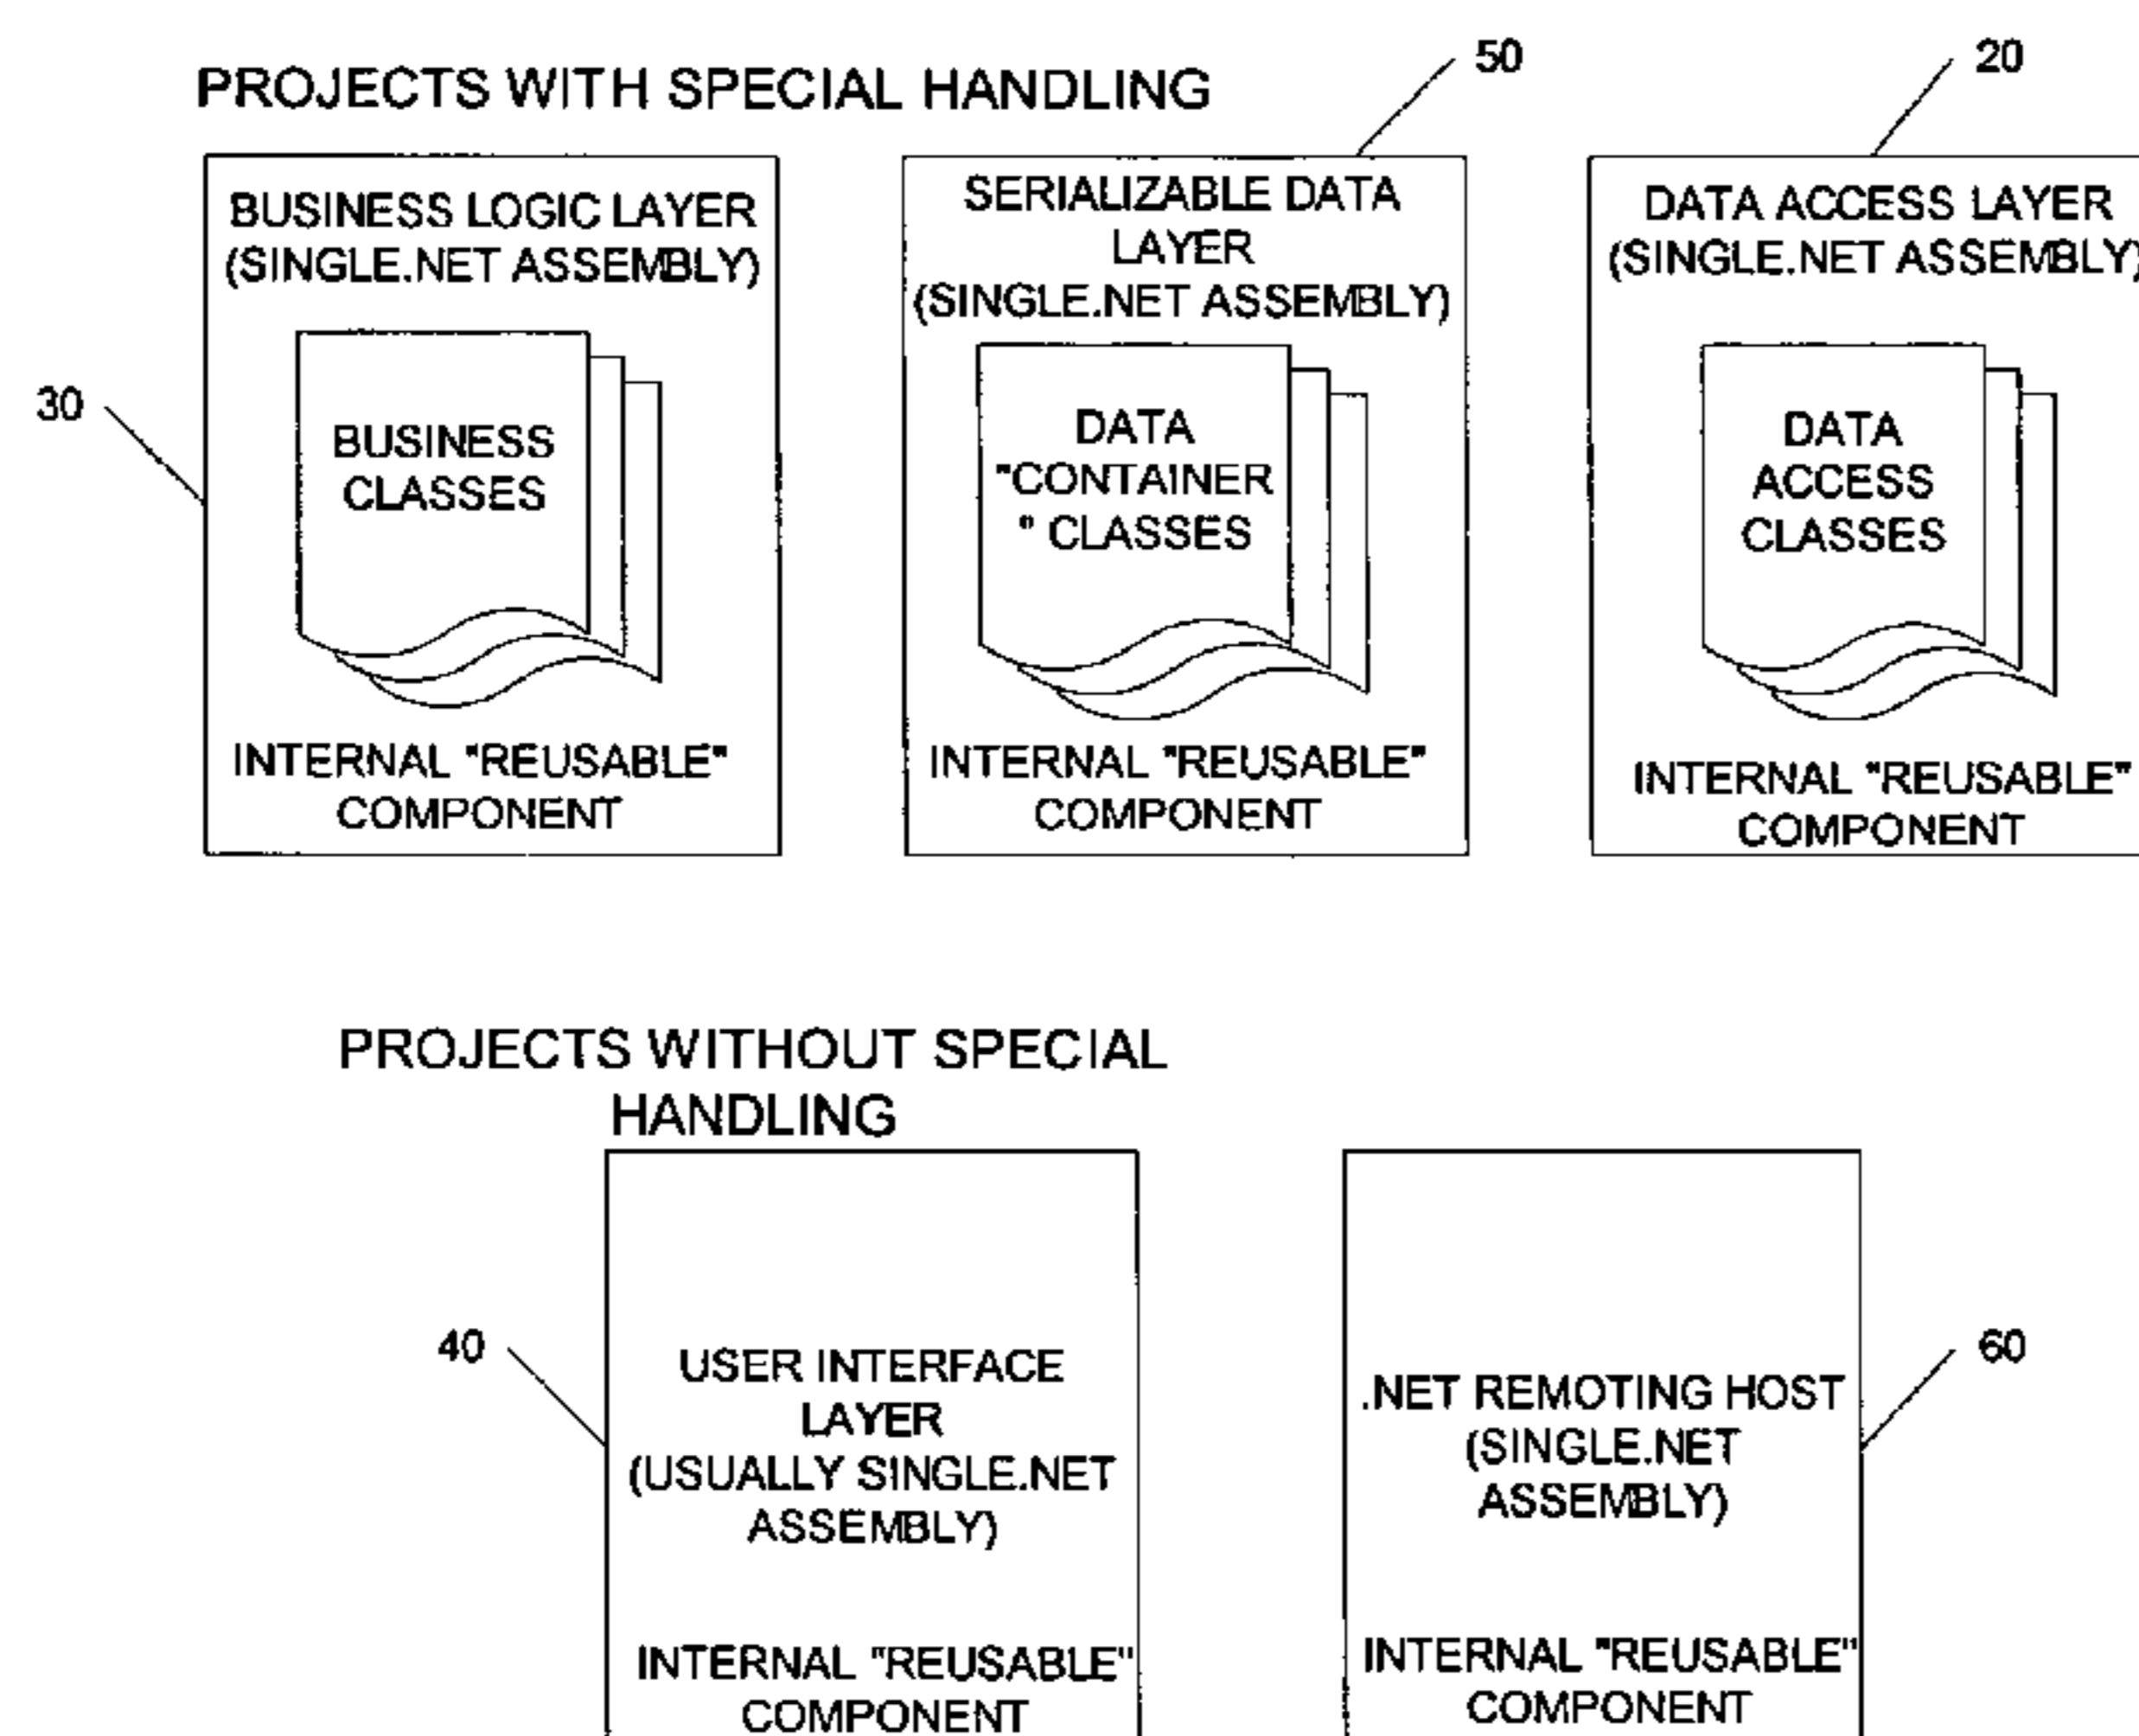 50
20
PROJECTS WITH SPECIAL HANDLING
BUSINESS LOGIC LAYER
(SINGLE.NET ASSEMBLY)
30
BUSINESS
CLASSES
INTERNAL "REUSABLE"
COMPONENT
SERIALIZABLE DATA
LAYER
(SINGLE.NET ASSEMBLY)
DATA
"CONTAINER
" CLASSES
INTERNAL "REUSABLE"
COMPONENT
DATA ACCESS LAYER
(SINGLE.NET ASSEMBLY)
DATA
ACCESS
CLASSES
INTERNAL "REUSABLE"
COMPONENT
PROJECTS WITHOUT SPECIAL
HANDLING
40
USER INTERFACE
LAYER
(USUALLY SINGLE.NET
ASSEMBLY)
INTERNAL "REUSABLE"
COMPONENT
60
.NET REMOTING HOST
(SINGLE.NET
ASSEMBLY)
INTERNAL "REUSABLE"
COMPONENT